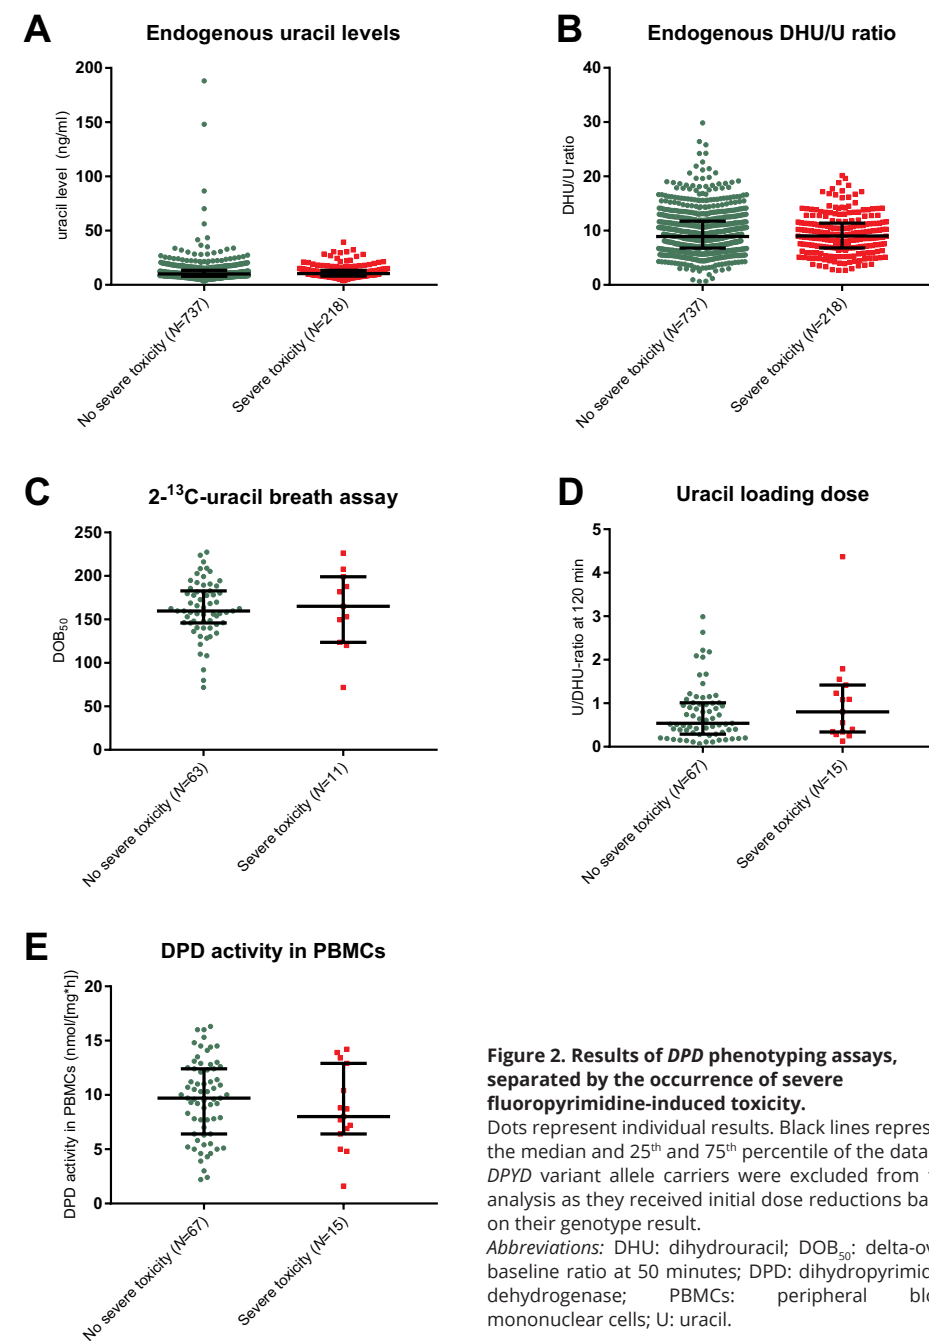 A
Endogenous uracil levels
uracil level (ng/ml)
200
150
100
50
0
No severe toxicity (N=737)
Severe toxicity (N=218)
B
Endogenous DHU/U ratio
DHU/U ratio
40
30
20
10
0
No severe toxicity (N=737)
Severe toxicity (N=218)
C
2-¹³C-uracil breath assay
DOB₅₀
250
200
150
100
50
0
No severe toxicity (N=63)
Severe toxicity (N=11)
D
Uracil loading dose
U/DHU-ratio at 120 min
5
4
3
2
1
0
No severe toxicity (N=67)
Severe toxicity (N=15)
E
DPD activity in PBMCs
DPD activity in PBMCs (nmol/[mg*h])
20
15
10
5
0
No severe toxicity (N=67)
Severe toxicity (N=15)
Figure 2. Results of DPD phenotyping assays,
separated by the occurrence of severe
fluoropyrimidine-induced toxicity.
Dots represent individual results. Black lines repres
the median and 25th and 75th percentile of the data
DPYD variant allele carriers were excluded from
analysis as they received initial dose reductions ba
on their genotype result.
Abbreviations: DHU: dihydrouracil; DOB₅₀: delta-ov
baseline ratio at 50 minutes; DPD: dihydropyrimid
dehydrogenase; PBMCs: peripheral blo
mononuclear cells; U: uracil.